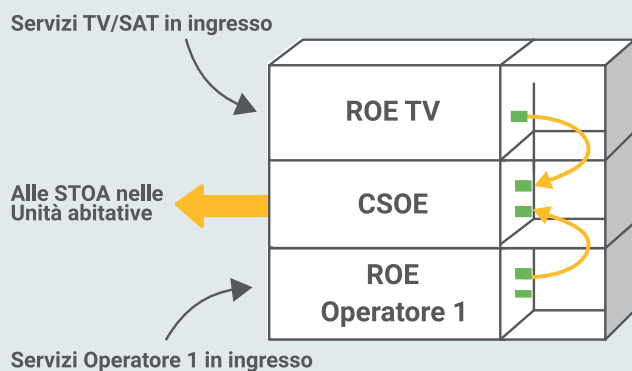 Servizi TV/SAT in ingresso
ROE TV
Alle STOA nelle
Unità abitative
CSOE
ROE
Operatore 1
Servizi Operatore 1 in ingresso